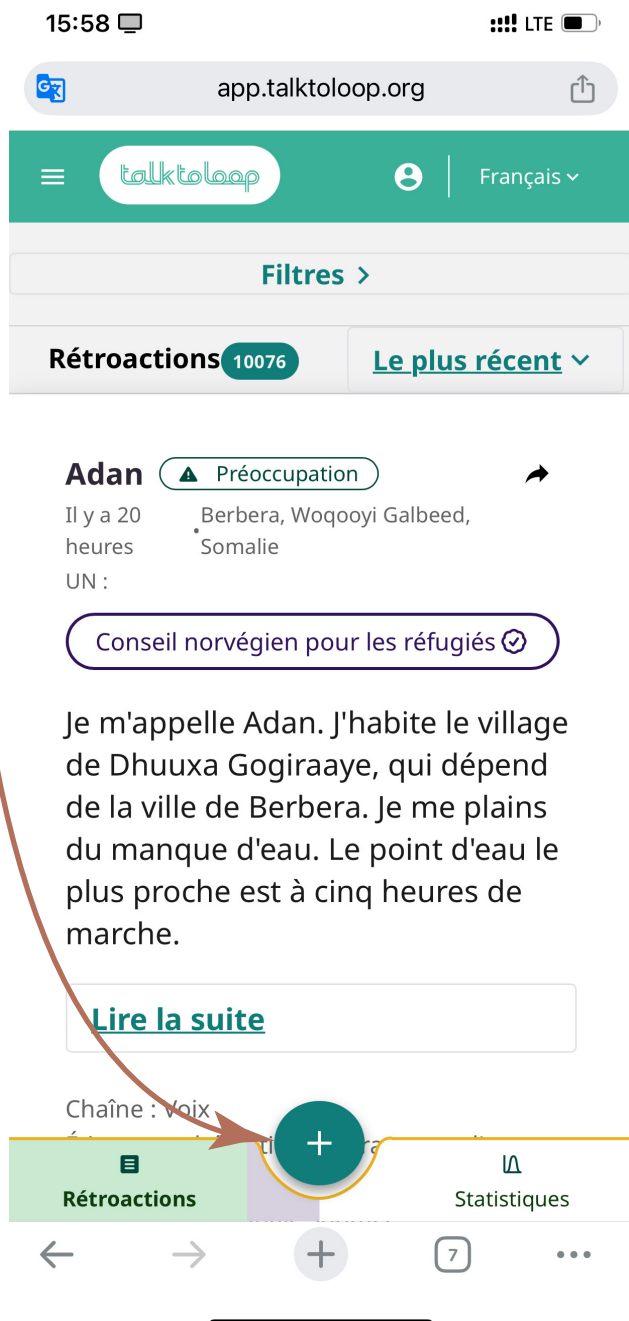 15:58
LTE
app.talktoloop.org
talktoloop
Français
Filtres
Rétroactions 10076
Le plus récent
Adan
Préoccupation
Il y a 20 heures
Berbera, Woqooyi Galbeed,
Somalie
UN :
Conseil norvégien pour les réfugiés
Je m'appelle Adan. J'habite le village
de Dhuuxa Gogiraaye, qui dépend
de la ville de Berbera. Je me plains
du manque d'eau. Le point d'eau le
plus proche est à cinq heures de
marche.
Lire la suite
Chaîne : Voix
+
Rétroactions
Statistiques
7